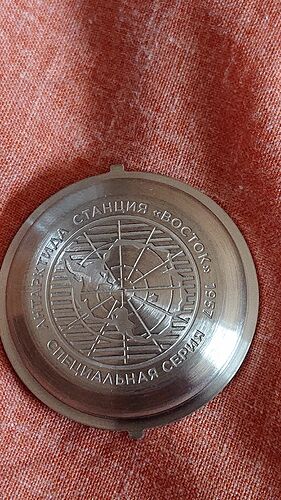 АНТАРКТИДА СТАНЦИЯ «ВОСТОК» 1957
СПЕЦИАЛЬНАЯ СЕРИЯ